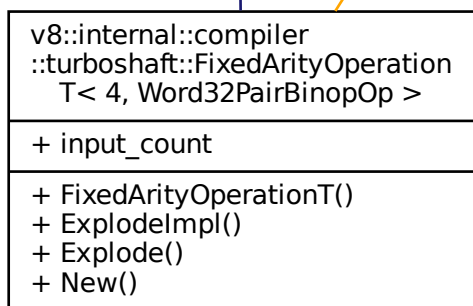 v8::internal::compiler
::turboshaft::FixedArityOperation
T< 4, Word32PairBinopOp >
+ input_count
+ FixedArityOperationT()
+ ExplodeImpl()
+ Explode()
+ New()